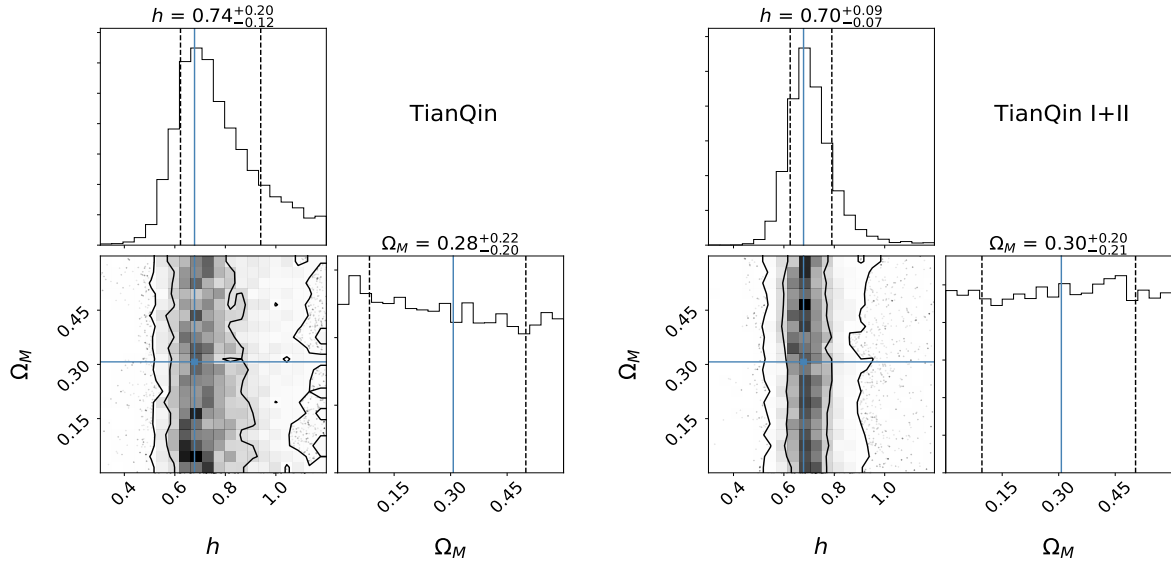 h = 0.74^{+0.20}_{-0.12}
TianQin
Ω_M = 0.28^{+0.22}_{-0.20}
0.45
0.30
0.15
Ω_M
0.4 0.6 0.8 1.0
h
0.15 0.30 0.45
Ω_M
h = 0.70^{+0.09}_{-0.07}
TianQin I+II
Ω_M = 0.30^{+0.20}_{-0.21}
0.45
0.30
0.15
Ω_M
0.4 0.6 0.8 1.0
h
0.15 0.30 0.45
Ω_M